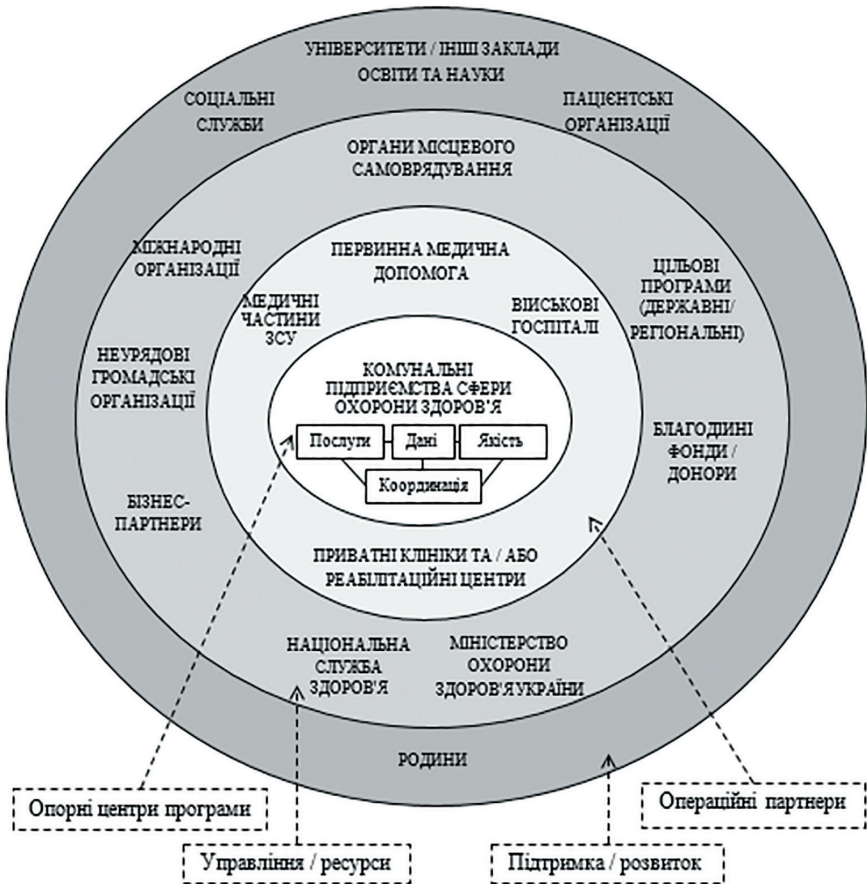 УНІВЕРСИТЕТИ / ІНШІ ЗАКЛАДИ
ОСВІТИ ТА НАУКИ
СОЦІАЛЬНІ
СЛУЖБИ
ПАЦІЄНТСЬКІ
ОРГАНІЗАЦІЇ
ОРГАНИ МІСЦЕВОГО
САМОВРЯДУВАННЯ
МІЖНАРОДНІ
ОРГАНІЗАЦІЇ
ПЕРВИННА МЕДИЧНА
ДОПОМОГА
ЦІЛЬОВІ
ПРОГРАМИ
(ДЕРЖАВНІ/
РЕГІОНАЛЬНІ)
МЕДИЧНІ
ЧАСТИНИ
ЗСУ
ВІЙСЬКОВІ
ГОСПІТАЛІ
НЕУРЯДОВІ
ГРОМАДСЬКІ
ОРГАНІЗАЦІЇ
КОМУНАЛЬНІ
ПІДПРИЄМСТВА СФЕРИ
ОХОРОНИ ЗДОРОВ'Я
Послуги
Дані
Якість
Координація
БЛАГОДІЙНІ
ФОНДИ /
ДОНОРИ
БІЗНЕС-
ПАРТНЕРИ
ПРИВАТНІ КЛІНІКИ ТА / АБО
РЕАБІЛІТАЦІЙНІ ЦЕНТРИ
НАЦІОНАЛЬНА
СЛУЖБА
ЗДОРОВ'Я
МІНІСТЕРСТВО
ОХОРОНИ
ЗДОРОВ'Я УКРАЇНИ
РОДИНИ
Опорні центри програми
Операційні партнери
Управління / ресурси
Підтримка / розвиток